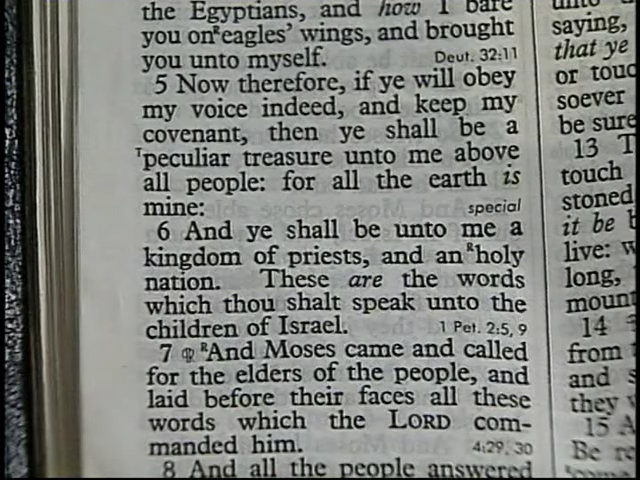 the Egyptians, and how I bare
you on ᴿeagles' wings, and brought
you unto myself. Deut. 32:11
5 Now therefore, if ye will obey
my voice indeed, and keep my
covenant, then ye shall be a
ᵀpeculiar treasure unto me above
all people: for all the earth is
mine: special
6 And ye shall be unto me a
kingdom of priests, and an ᴿholy
nation. These are the words
which thou shalt speak unto the
children of Israel. 1 Pet. 2:5, 9
7 ᴿAnd Moses came and called
for the elders of the people, and
laid before their faces all these
words which the LORD com-
manded him. 4:29, 30
8 And all the people answered
unto
saying,
that ye
or touc
soever
be sure
13 T
touch
stoned
it be
live: w
long,
moun
14
from
and s
they
15 A
Be re